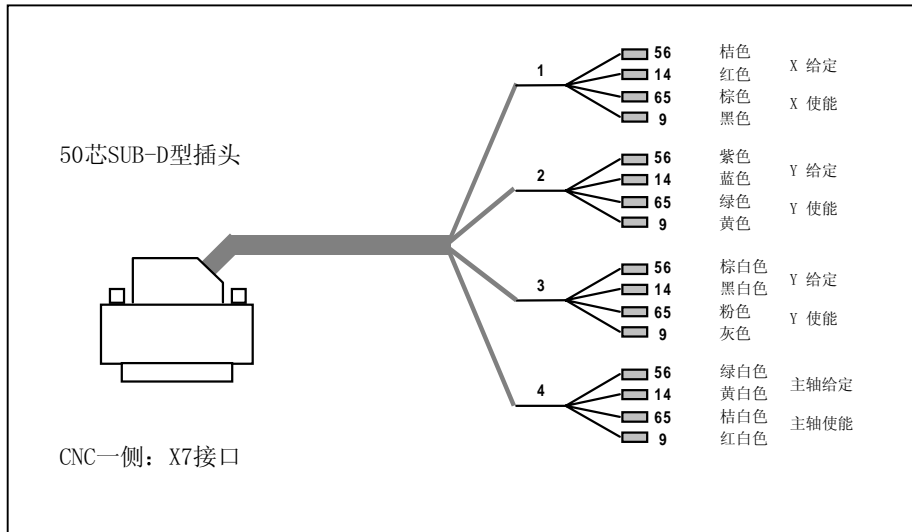 56 桔色
1 14 红色 X 给定
65 棕色 X 使能
9 黑色
50芯SUB-D型插头
56 紫色
2 14 蓝色 Y 给定
65 绿色 Y 使能
9 黄色
56 棕白色
3 14 黑白色 Y 给定
65 粉色 Y 使能
9 灰色
56 绿白色
4 14 黄白色 主轴给定
65 桔白色 主轴使能
9 红白色
CNC一侧: X7接口